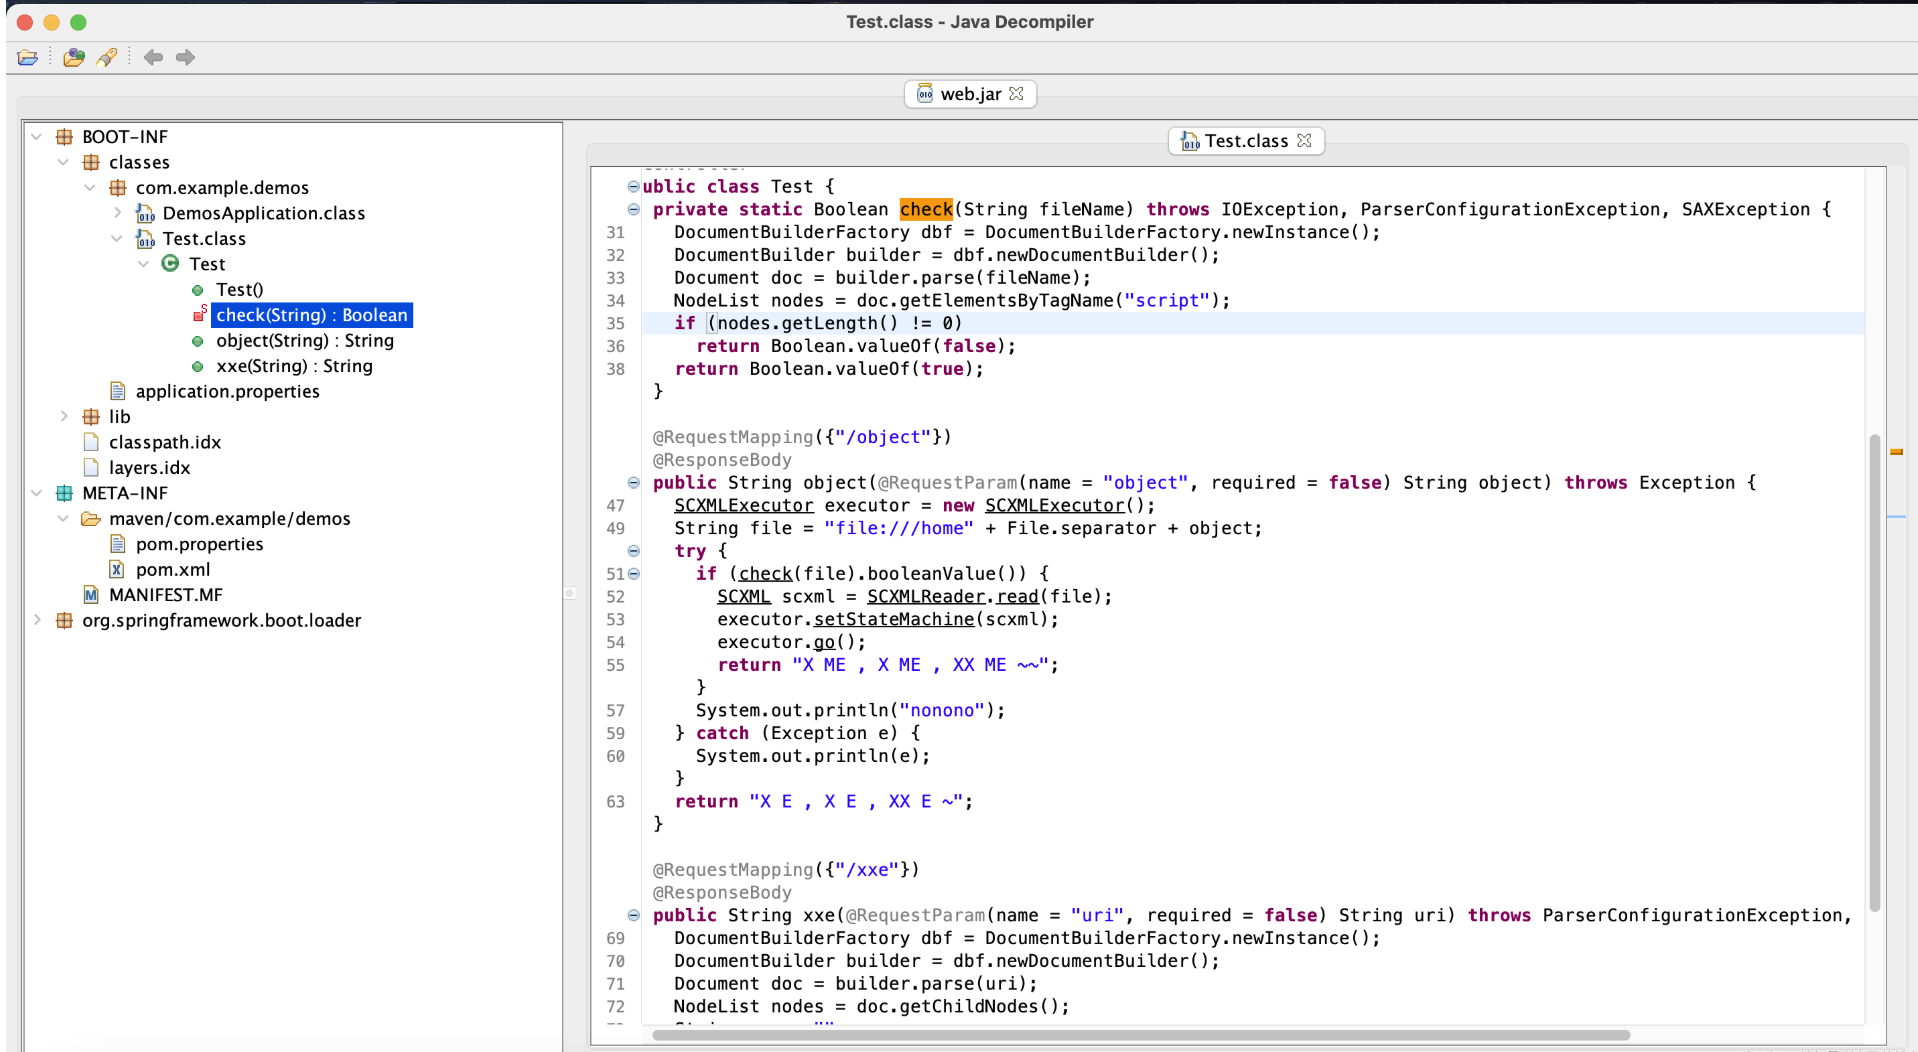 Test.class - Java Decompiler
web.jar
BOOT-INF
classes
com.example.demos
DemosApplication.class
Test.class
Test
Test()
check(String) : Boolean
object(String) : String
xxe(String) : String
application.properties
lib
classpath.idx
layers.idx
META-INF
maven/com.example/demos
pom.properties
pom.xml
MANIFEST.MF
org.springframework.boot.loader
Test.class
ublic class Test {
private static Boolean check(String fileName) throws IOException, ParserConfigurationException, SAXException {
31 DocumentBuilderFactory dbf = DocumentBuilderFactory.newInstance();
32 DocumentBuilder builder = dbf.newDocumentBuilder();
33 Document doc = builder.parse(fileName);
34 NodeList nodes = doc.getElementsByTagName("script");
35 if (nodes.getLength() != 0)
36 return Boolean.valueOf(false);
38 return Boolean.valueOf(true);
}
@RequestMapping({"/object"})
@ResponseBody
public String object(@RequestParam(name = "object", required = false) String object) throws Exception {
47 SCXMLExecutor executor = new SCXMLExecutor();
49 String file = "file:///home" + File.separator + object;
try {
51 if (check(file).booleanValue()) {
52 SCXML scxml = SCXMLReader.read(file);
53 executor.setStateMachine(scxml);
54 executor.go();
55 return "X ME , X ME , XX ME ~~";
}
57 System.out.println("nonono");
59 } catch (Exception e) {
60 System.out.println(e);
}
63 return "X E , X E , XX E ~";
}
@RequestMapping({"/xxe"})
@ResponseBody
public String xxe(@RequestParam(name = "uri", required = false) String uri) throws ParserConfigurationException,
69 DocumentBuilderFactory dbf = DocumentBuilderFactory.newInstance();
70 DocumentBuilder builder = dbf.newDocumentBuilder();
71 Document doc = builder.parse(uri);
72 NodeList nodes = doc.getChildNodes();